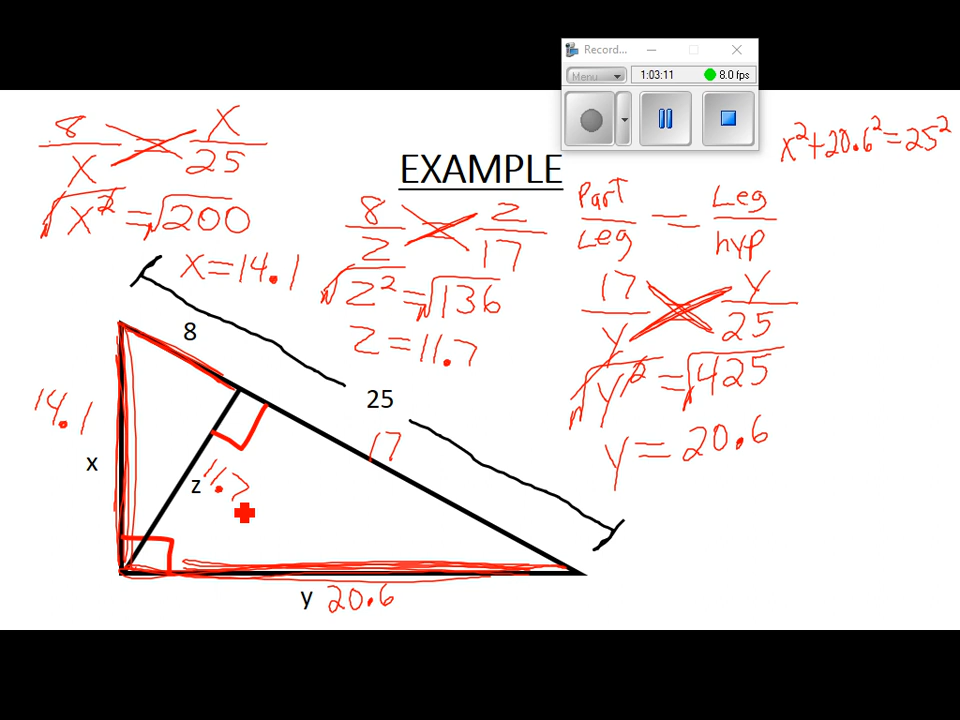 Record...
Menu
1:03:11
8.0 fps
8/x = x/25
√x² = √200
x = 14.1
EXAMPLE
8/z = z/17
√z² = √136
z = 11.7
x² + 20.6² = 25²
Part/Leg = Leg/hyp
17/y = y/25
√y² = √425
y = 20.6
8
25
17
14.1
x
z 11.7
y 20.6